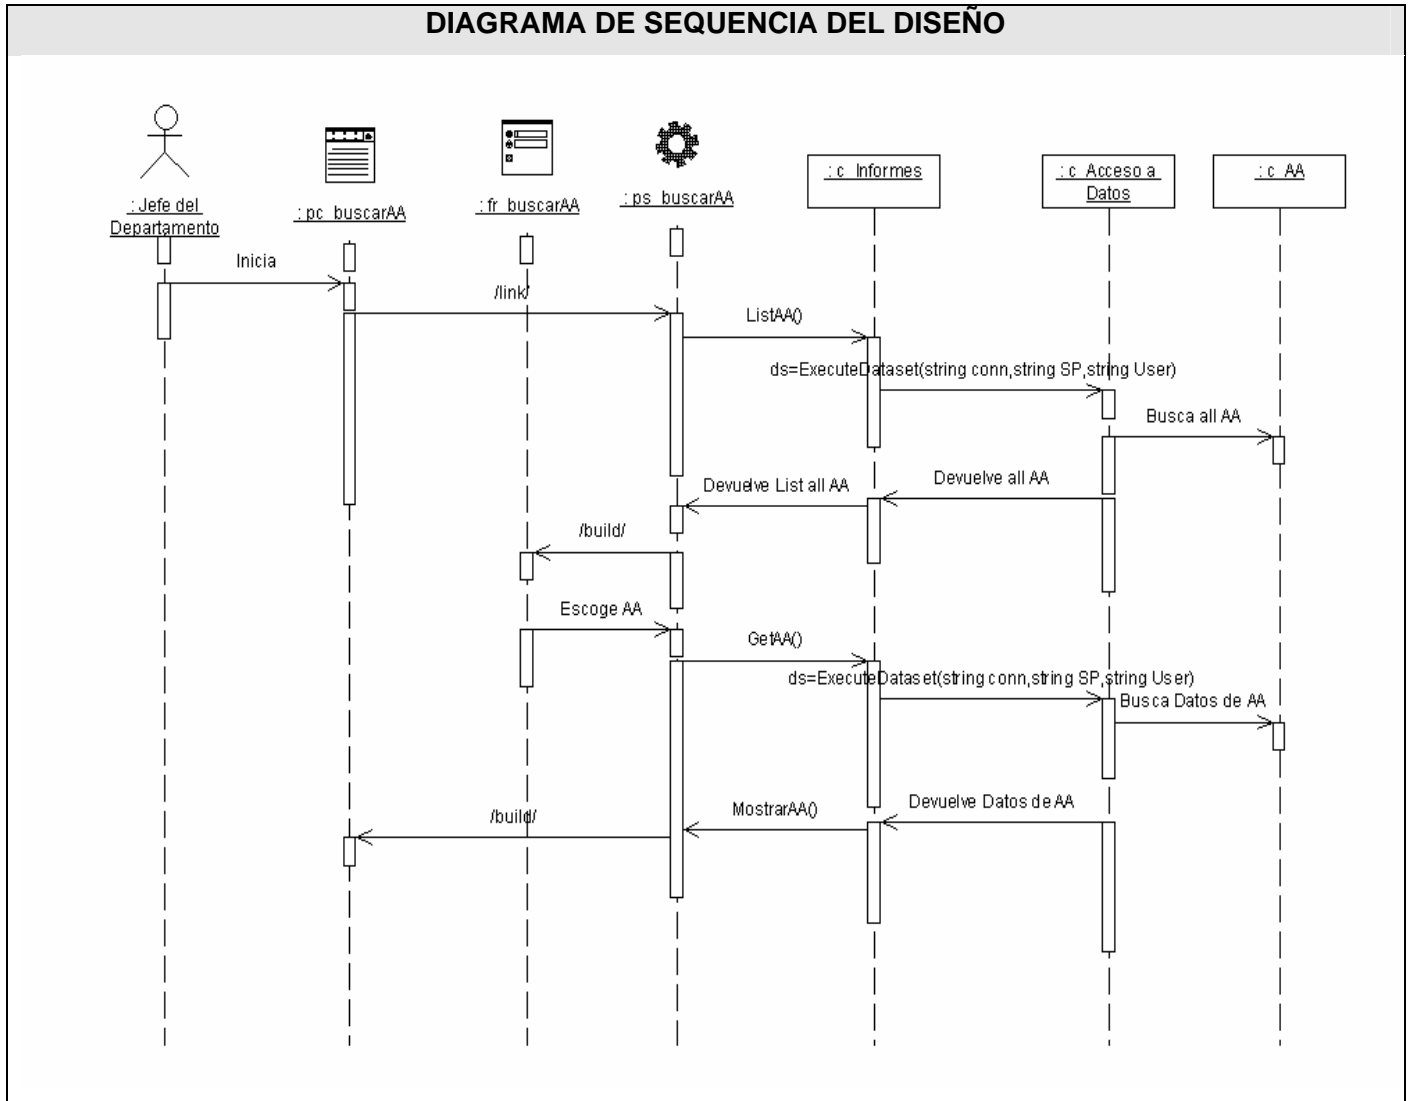 DIAGRAMA DE SEQUENCIA DEL DISEÑO
: Jefe del
Departamento
: pc_buscarAA
: fr_buscarAA
: ps_buscarAA
: c_Informes
: c_Acceso a
Datos
: c_AA
Inicia
/link/
ListAA()
ds=ExecuteDataset(string conn,string SP,string User)
Busca all AA
Devuelve all AA
Devuelve List all AA
/build/
Escoge AA
GetAA()
ds=ExecuteDataset(string conn,string SP,string User)
Busca Datos de AA
Devuelve Datos de AA
MostrarAA()
/build/